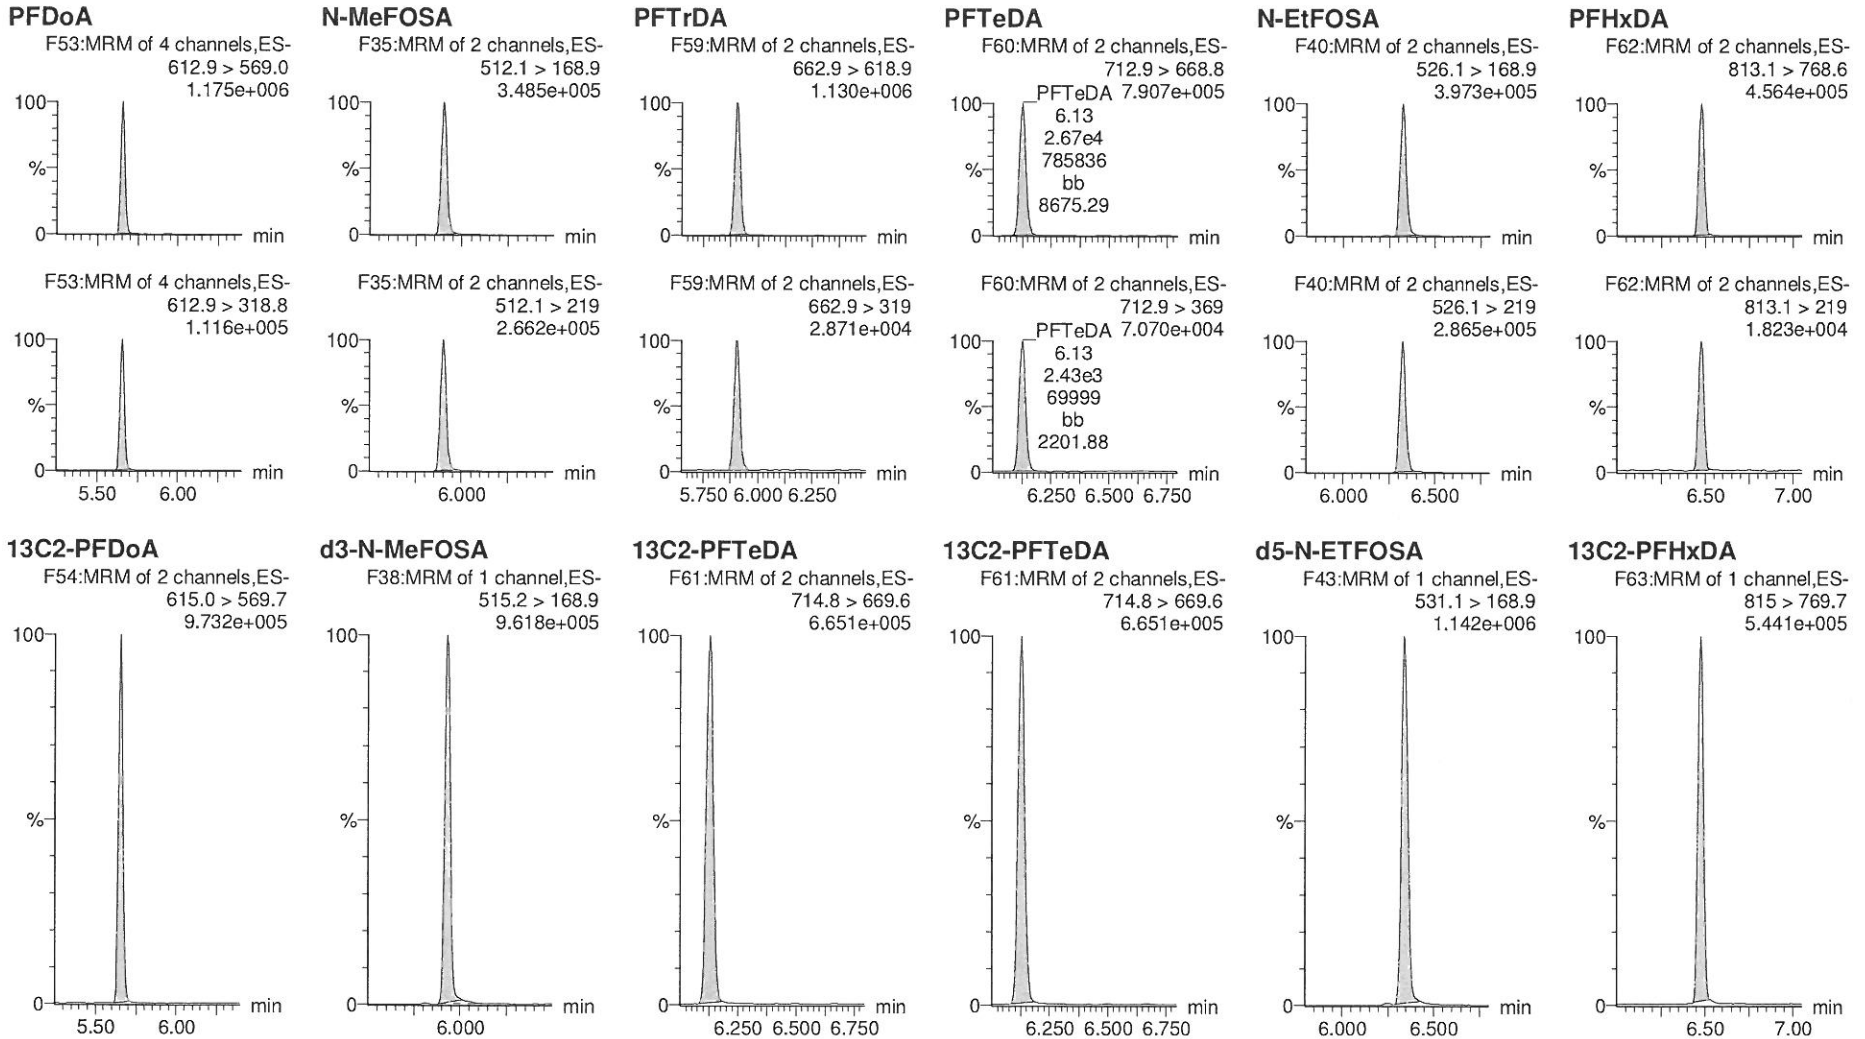 PFDoA
F53:MRM of 4 channels,ES-
612.9 > 569.0
1.175e+006
100
%
0
min
N-MeFOSA
F35:MRM of 2 channels,ES-
512.1 > 168.9
3.485e+005
100
%
0
min
PFTrDA
F59:MRM of 2 channels,ES-
662.9 > 618.9
1.130e+006
100
%
0
min
PFTeDA
F60:MRM of 2 channels,ES-
712.9 > 668.8
7.907e+005
PFTeDA
6.13
2.67e4
785836
bb
8675.29
100
%
0
min
N-EtFOSA
F40:MRM of 2 channels,ES-
526.1 > 168.9
3.973e+005
100
%
0
min
PFHxDA
F62:MRM of 2 channels,ES-
813.1 > 768.6
4.564e+005
100
%
0
min
F53:MRM of 4 channels,ES-
612.9 > 318.8
1.116e+005
100
%
0
min
5.50 6.00
F35:MRM of 2 channels,ES-
512.1 > 219
2.662e+005
100
%
0
min
6.000
F59:MRM of 2 channels,ES-
662.9 > 319
2.871e+004
100
%
0
min
5.750 6.000 6.250
F60:MRM of 2 channels,ES-
712.9 > 369
7.070e+004
PFTeDA
6.13
2.43e3
69999
bb
2201.88
100
%
0
min
6.250 6.500 6.750
F40:MRM of 2 channels,ES-
526.1 > 219
2.865e+005
100
%
0
min
6.000 6.500
F62:MRM of 2 channels,ES-
813.1 > 219
1.823e+004
100
%
0
min
6.50 7.00
13C2-PFDoA
F54:MRM of 2 channels,ES-
615.0 > 569.7
9.732e+005
100
%
0
min
5.50 6.00
d3-N-MeFOSA
F38:MRM of 1 channel,ES-
515.2 > 168.9
9.618e+005
100
%
0
min
6.000
13C2-PFTeDA
F61:MRM of 2 channels,ES-
714.8 > 669.6
6.651e+005
100
%
0
min
6.250 6.500 6.750
13C2-PFTeDA
F61:MRM of 2 channels,ES-
714.8 > 669.6
6.651e+005
100
%
0
min
6.250 6.500 6.750
d5-N-ETFOSA
F43:MRM of 1 channel,ES-
531.1 > 168.9
1.142e+006
100
%
0
min
6.000 6.500
13C2-PFHxDA
F63:MRM of 1 channel,ES-
815 > 769.7
5.441e+005
100
%
0
min
6.50 7.00